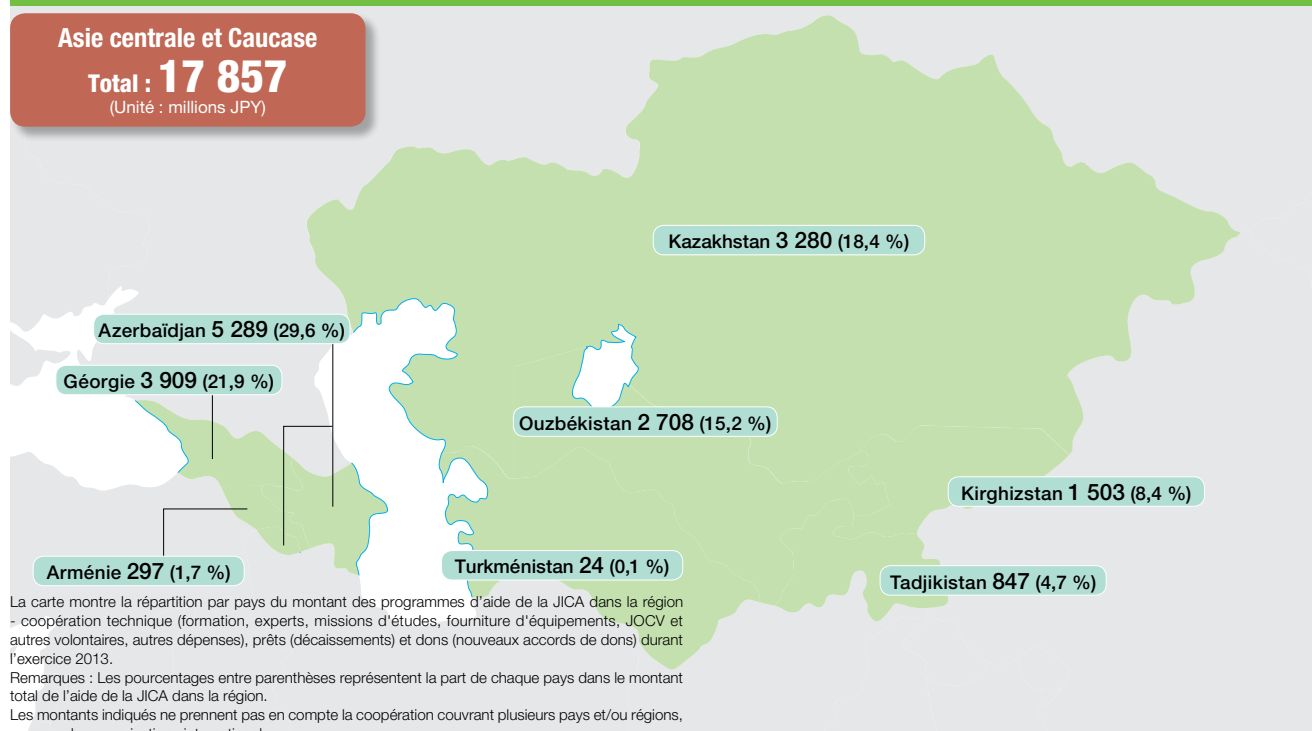 Asie centrale et Caucase
Total : 17 857
(Unité : millions JPY)
Kazakhstan 3 280 (18,4 %)
Azerbaïdjan 5 289 (29,6 %)
Géorgie 3 909 (21,9 %)
Ouzbékistan 2 708 (15,2 %)
Kirghizstan 1 503 (8,4 %)
Arménie 297 (1,7 %)
Turkménistan 24 (0,1 %)
Tadjikistan 847 (4,7 %)
La carte montre la répartition par pays du montant des programmes d'aide de la JICA dans la région
- coopération technique (formation, experts, missions d'études, fourniture d'équipements, JOCV et
autres volontaires, autres dépenses), prêts (décaissements) et dons (nouveaux accords de dons) durant
l'exercice 2013.
Remarques : Les pourcentages entre parenthèses représentent la part de chaque pays dans le montant
total de l'aide de la JICA dans la région.
Les montants indiqués ne prennent pas en compte la coopération couvrant plusieurs pays et/ou régions,